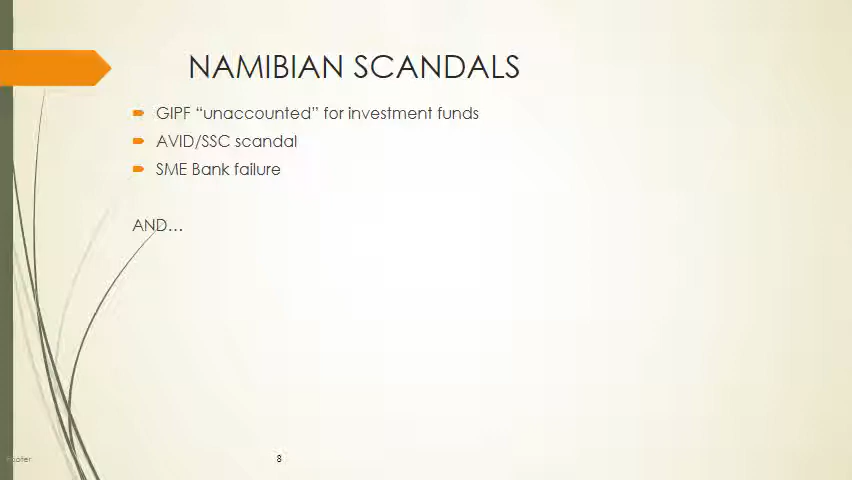 NAMIBIAN SCANDALS
GIPF “unaccounted” for investment funds
AVID/SSC scandal
SME Bank failure
AND…
Footer
8